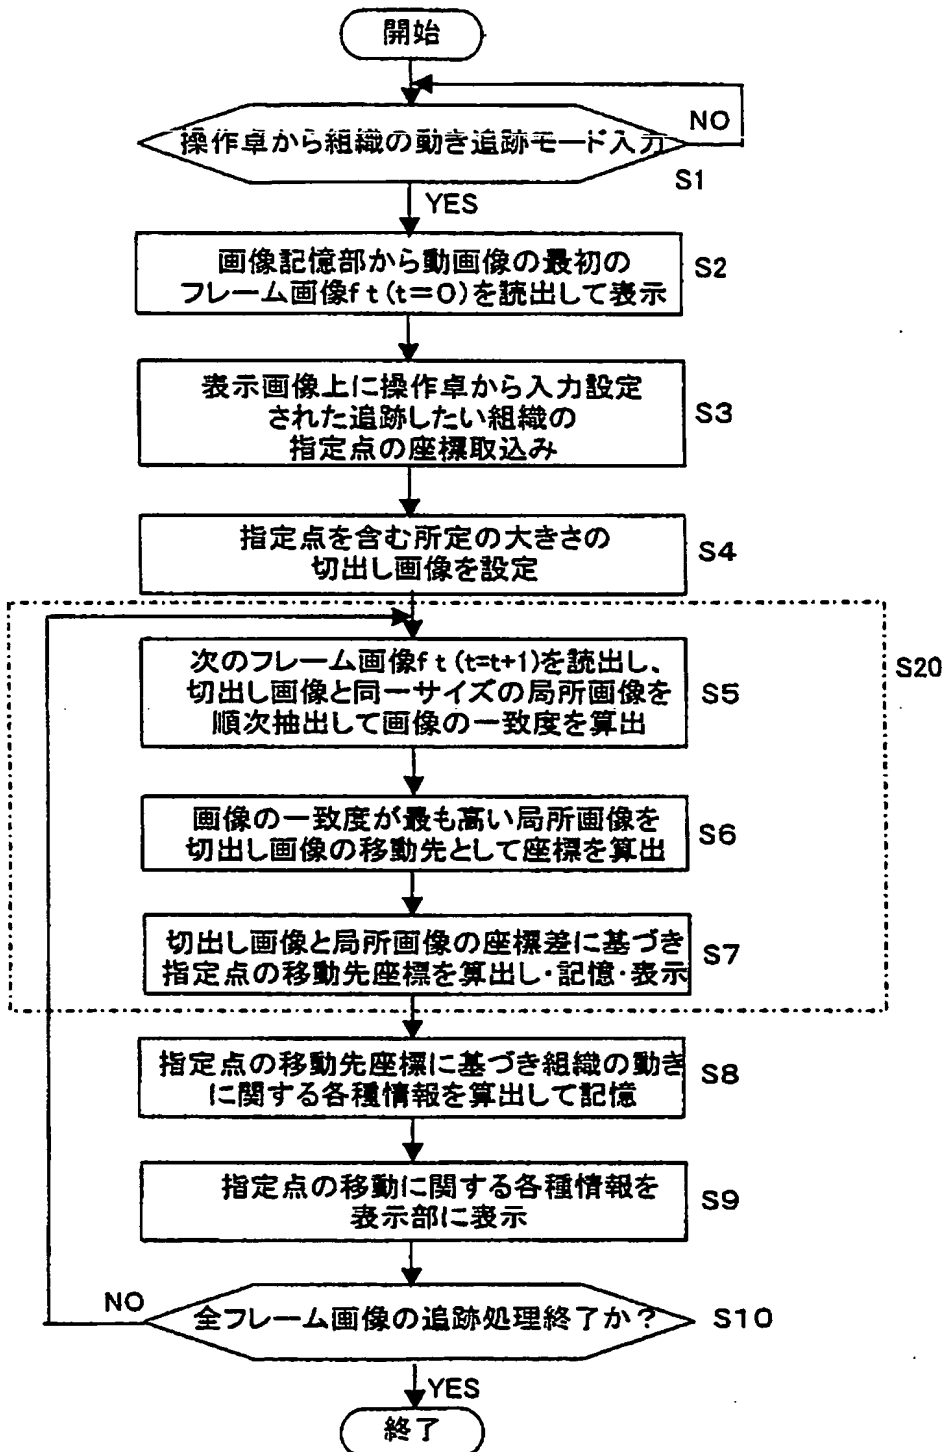 開始
NO
操作卓から組織の動き追跡モード入力
S1
YES
画像記憶部から動画像の最初の
フレーム画像ft(t=0)を読出して表示
S2
表示画像上に操作卓から入力設定
された追跡したい組織の
指定点の座標取込み
S3
指定点を含む所定の大きさの
切出し画像を設定
S4
次のフレーム画像ft(t=t+1)を読出し、
切出し画像と同一サイズの局所画像を
順次抽出して画像の一致度を算出
S5
S20
画像の一致度が最も高い局所画像を
切出し画像の移動先として座標を算出
S6
切出し画像と局所画像の座標差に基づき
指定点の移動先座標を算出し・記憶・表示
S7
指定点の移動先座標に基づき組織の動き
に関する各種情報を算出して記憶
S8
指定点の移動に関する各種情報を
表示部に表示
S9
NO
全フレーム画像の追跡処理終了か?
S10
YES
終了